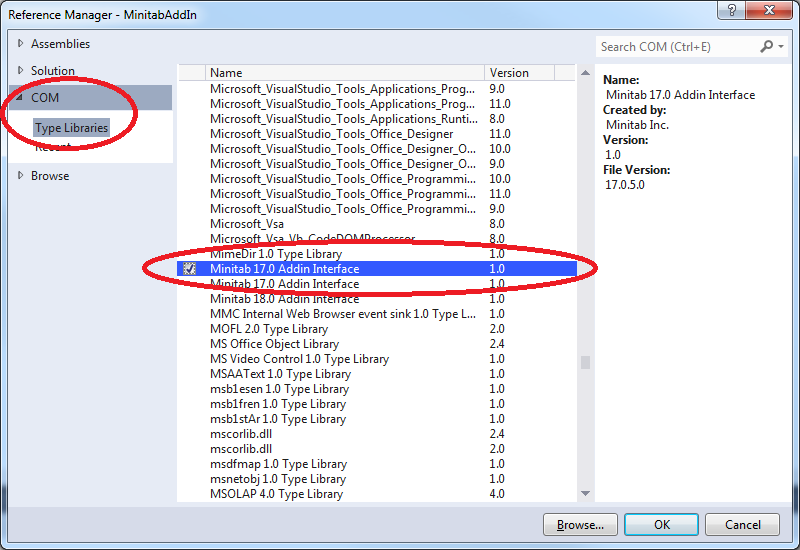 Reference Manager - MinitabAddIn
Assemblies
Solution
COM
Type Libraries
Recent
Browse
Name Version
Microsoft_VisualStudio_Tools_Applications_Prog... 9.0
Microsoft_VisualStudio_Tools_Applications_Prog... 11.0
Microsoft_VisualStudio_Tools_Applications_Runti... 8.0
Microsoft_VisualStudio_Tools_Office_Designer 11.0
Microsoft_VisualStudio_Tools_Office_Designer_O... 10.0
Microsoft_VisualStudio_Tools_Office_Designer_O... 9.0
Microsoft_VisualStudio_Tools_Office_Programmi... 10.0
Microsoft_VisualStudio_Tools_Office_Programmi... 11.0
Microsoft_VisualStudio_Tools_Office_Programmi... 9.0
Microsoft_Vsa 8.0
Microsoft_Vsa_Vb_CodeDOMProcessor 8.0
MimeDir 1.0 Type Library 1.0
Minitab 17.0 Addin Interface 1.0
Minitab 17.0 Addin Interface 1.0
Minitab 18.0 Addin Interface 1.0
MMC Internal Web Browser event sink 1.0 Type L... 1.0
MOFL 2.0 Type Library 2.0
MS Office Object Library 2.4
MS Video Control 1.0 Type Library 1.0
MSAAText 1.0 Type Library 1.0
msb1esen 1.0 Type Library 1.0
msb1fren 1.0 Type Library 1.0
msb1stAr 1.0 Type Library 1.0
mscorlib.dll 2.4
mscorlib.dll 2.0
msdfmap 1.0 Type Library 1.0
msnetobj 1.0 Type Library 1.0
MSOLAP 4.0 Type Library 4.0
Search COM (Ctrl+E)
Name:
Minitab 17.0 Addin Interface
Created by:
Minitab Inc.
Version:
1.0
File Version:
17.0.5.0
Browse... OK Cancel